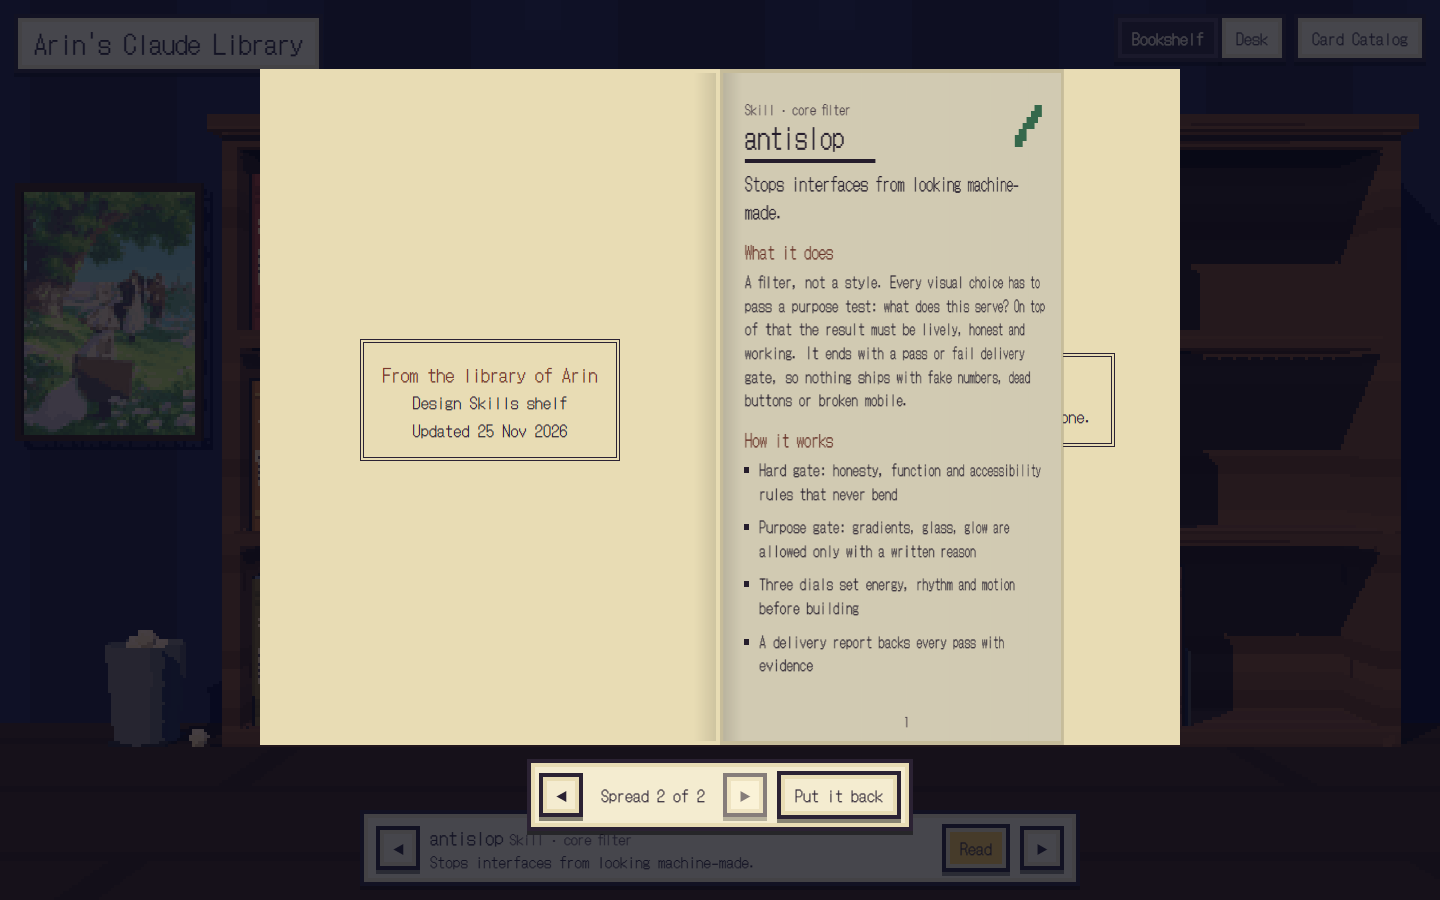 Arin's Claude Library
Bookshelf
Desk
Card Catalog
From the library of Arin
Design Skills shelf
Updated 25 Nov 2026
Skill · core filter
antislop
Stops interfaces from looking machine-
made.
What it does
A filter, not a style. Every visual choice has to
pass a purpose test: what does this serve? On top
of that the result must be lively, honest and
working. It ends with a pass or fail delivery
gate, so nothing ships with fake numbers, dead
buttons or broken mobile.
How it works
Hard gate: honesty, function and accessibility
rules that never bend
Purpose gate: gradients, glass, glow are
allowed only with a written reason
Three dials set energy, rhythm and motion
before building
A delivery report backs every pass with
evidence
1
Spread 2 of 2
Put it back
antislop Skill · core filter
Stops interfaces from looking machine-made.
Read